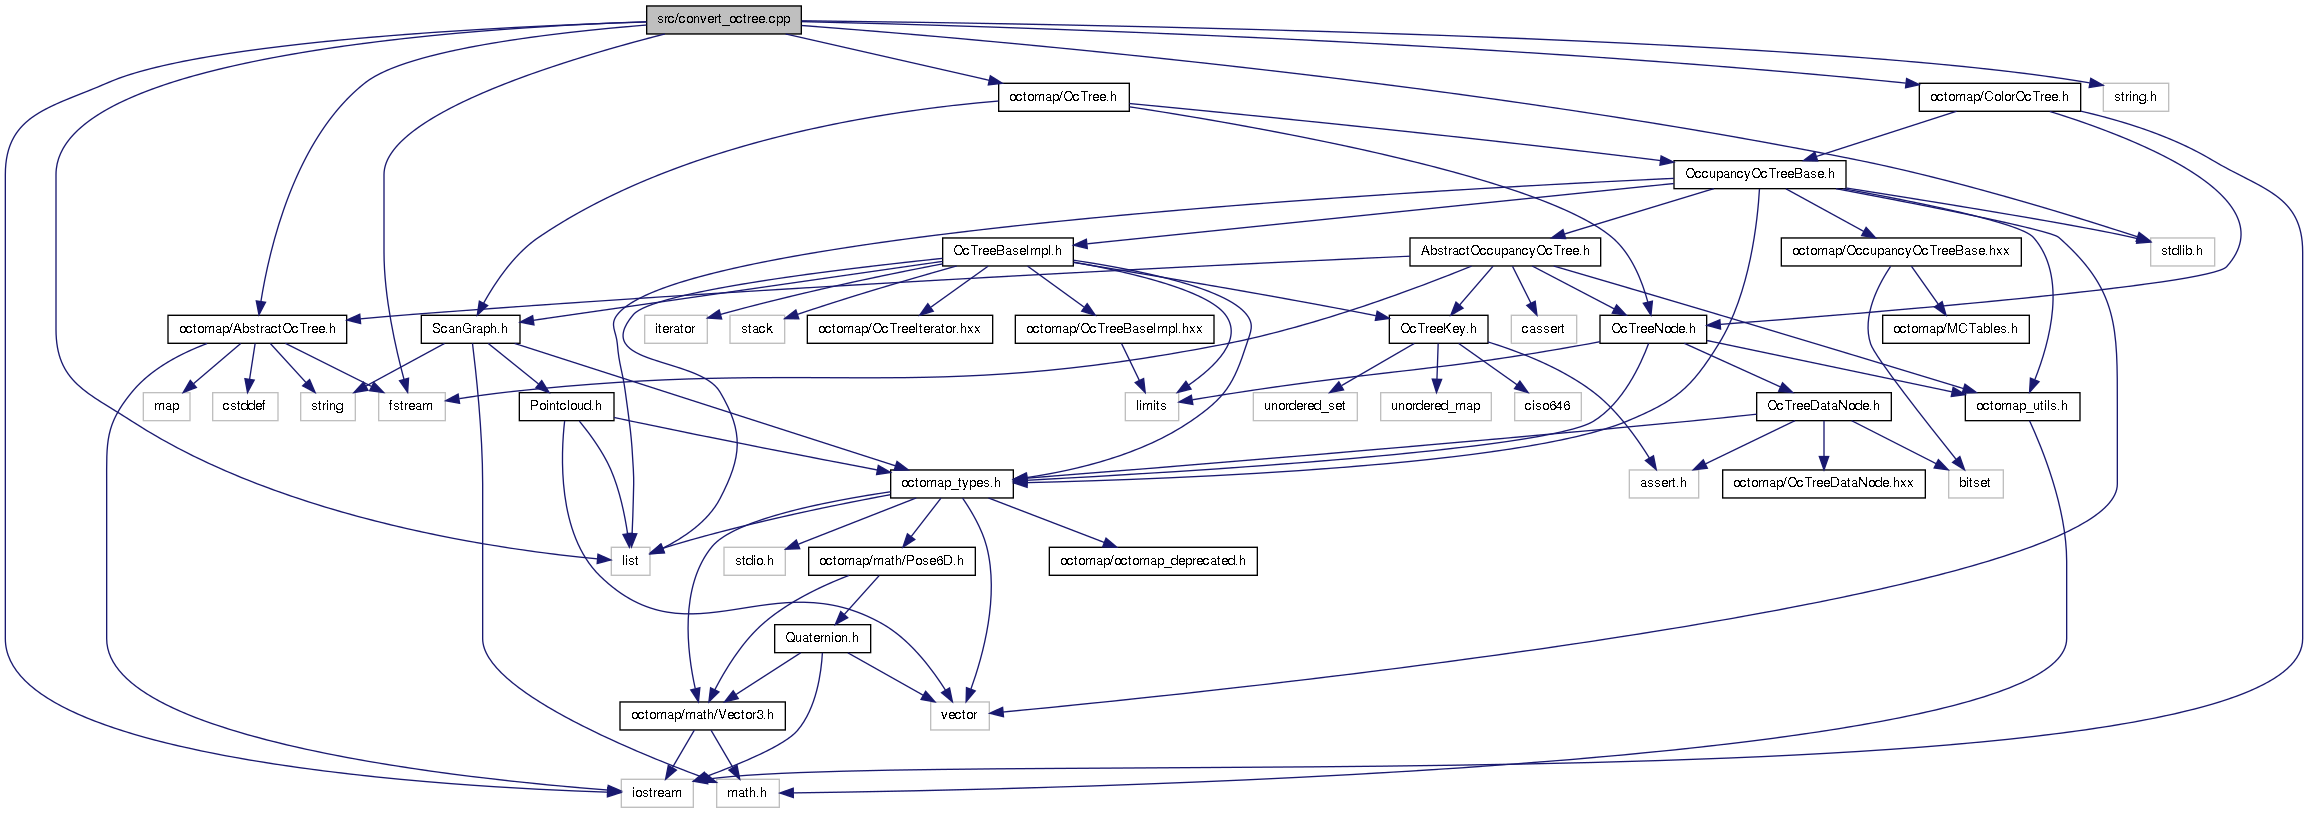 src/convert_octree.cpp
octomap/OcTree.h
octomap/ColorOcTree.h
string.h
OccupancyOcTreeBase.h
OcTreeBaseImpl.h
AbstractOccupancyOcTree.h
octomap/OccupancyOcTreeBase.hxx
stdlib.h
octomap/AbstractOcTree.h
ScanGraph.h
iterator
stack
octomap/OcTreeIterator.hxx
octomap/OcTreeBaseImpl.hxx
OcTreeKey.h
cassert
OcTreeNode.h
octomap/MCTables.h
map
cstddef
string
fstream
Pointcloud.h
limits
unordered_set
unordered_map
ciso646
OcTreeDataNode.h
octomap_utils.h
octomap_types.h
assert.h
octomap/OcTreeDataNode.hxx
bitset
list
stdio.h
octomap/math/Pose6D.h
octomap/octomap_deprecated.h
Quaternion.h
octomap/math/Vector3.h
vector
iostream
math.h